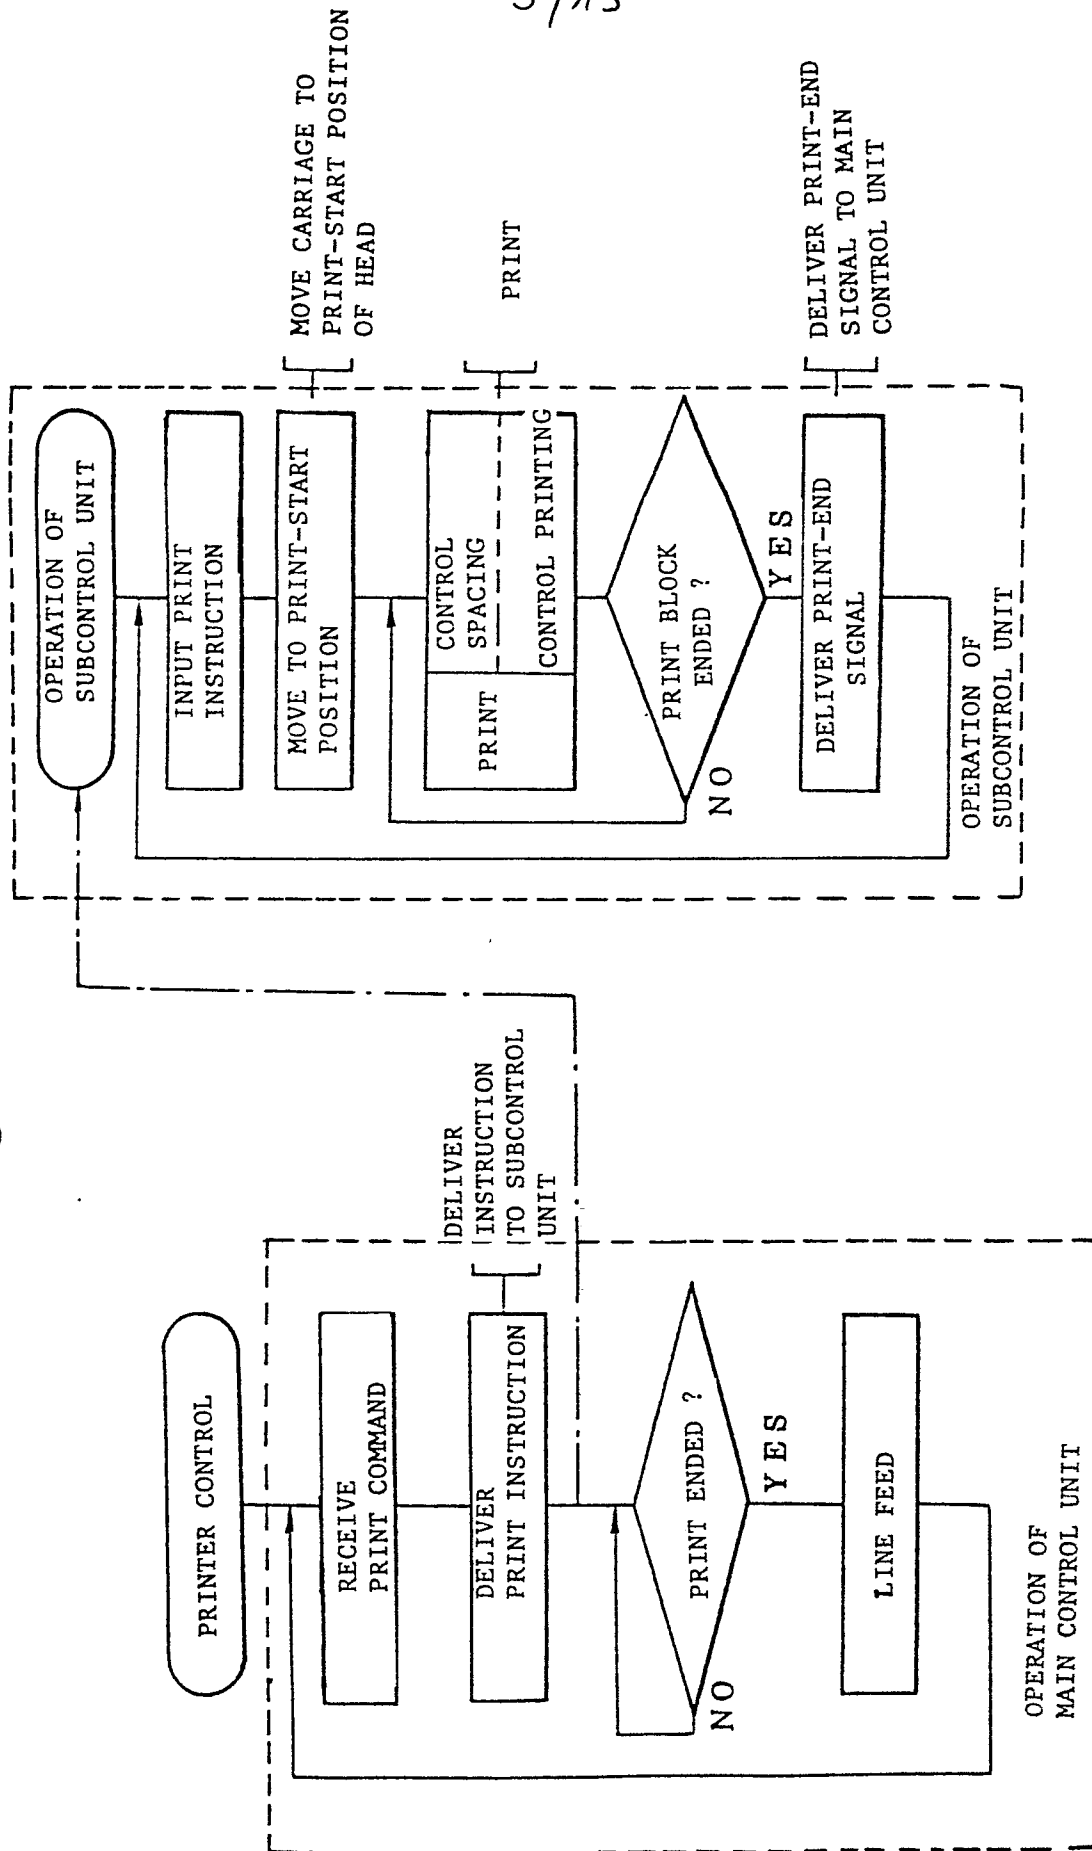 5/13
PRINTER CONTROL
RECEIVE
PRINT COMMAND
DELIVER
PRINT INSTRUCTION
DELIVER
INSTRUCTION
TO SUBCONTROL
UNIT
PRINT ENDED ?
NO
YES
LINE FEED
OPERATION OF
MAIN CONTROL UNIT
OPERATION OF
SUBCONTROL UNIT
INPUT PRINT
INSTRUCTION
MOVE TO PRINT-START
POSITION
MOVE CARRIAGE TO
PRINT-START POSITION
OF HEAD
PRINT
CONTROL
SPACING
CONTROL PRINTING
PRINT
PRINT BLOCK
ENDED ?
NO
YES
DELIVER PRINT-END
SIGNAL
DELIVER PRINT-END
SIGNAL TO MAIN
CONTROL UNIT
OPERATION OF
SUBCONTROL UNIT